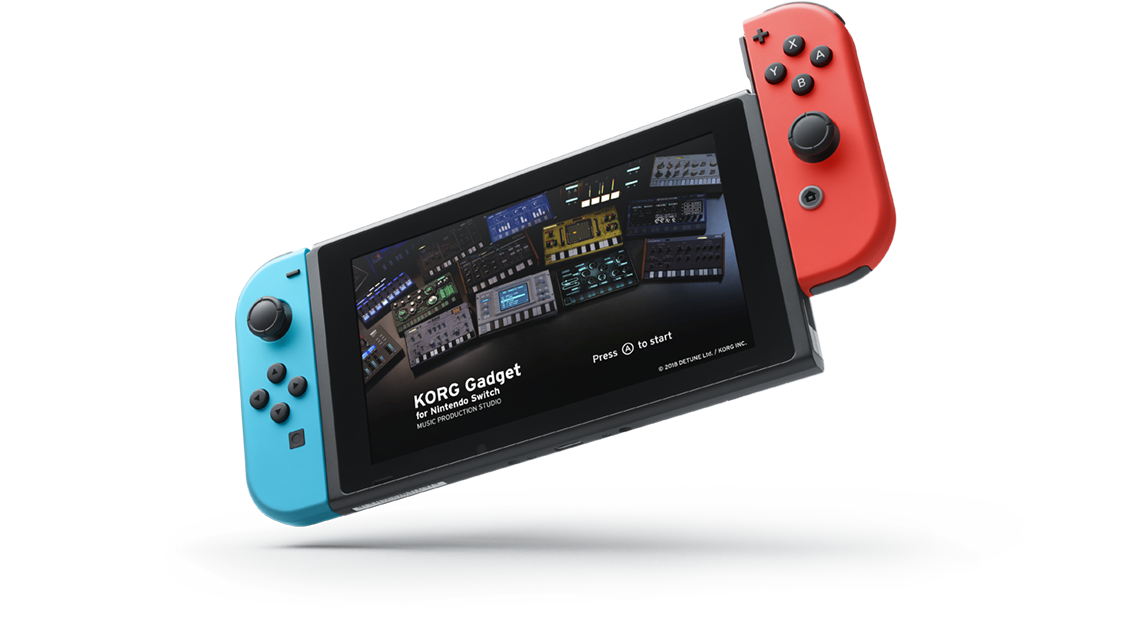 X
Y
A
B
KORG Gadget
for Nintendo Switch
MUSIC PRODUCTION STUDIO
Press A to start
© 2018 DETUNE Ltd. / KORG INC.